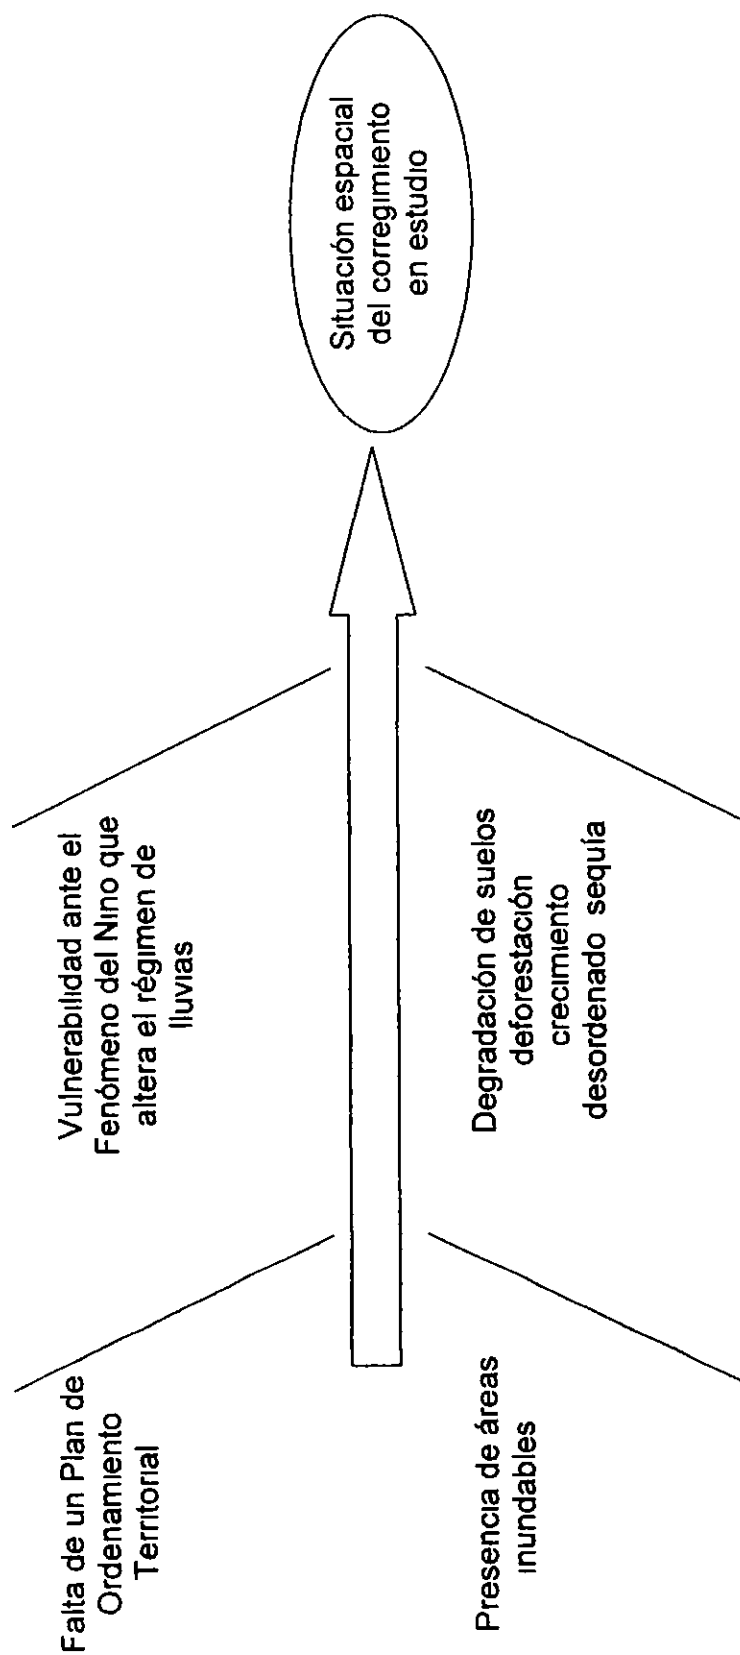 Falta de un Plan de
Ordenamiento
Territorial
Vulnerabilidad ante el
Fenómeno del Nino que
altera el régimen de
lluvias
Situación espacial
del corregimiento
en estudio
Presencia de áreas
inundables
Degradación de suelos
deforestación
crecimiento
desordenado sequía